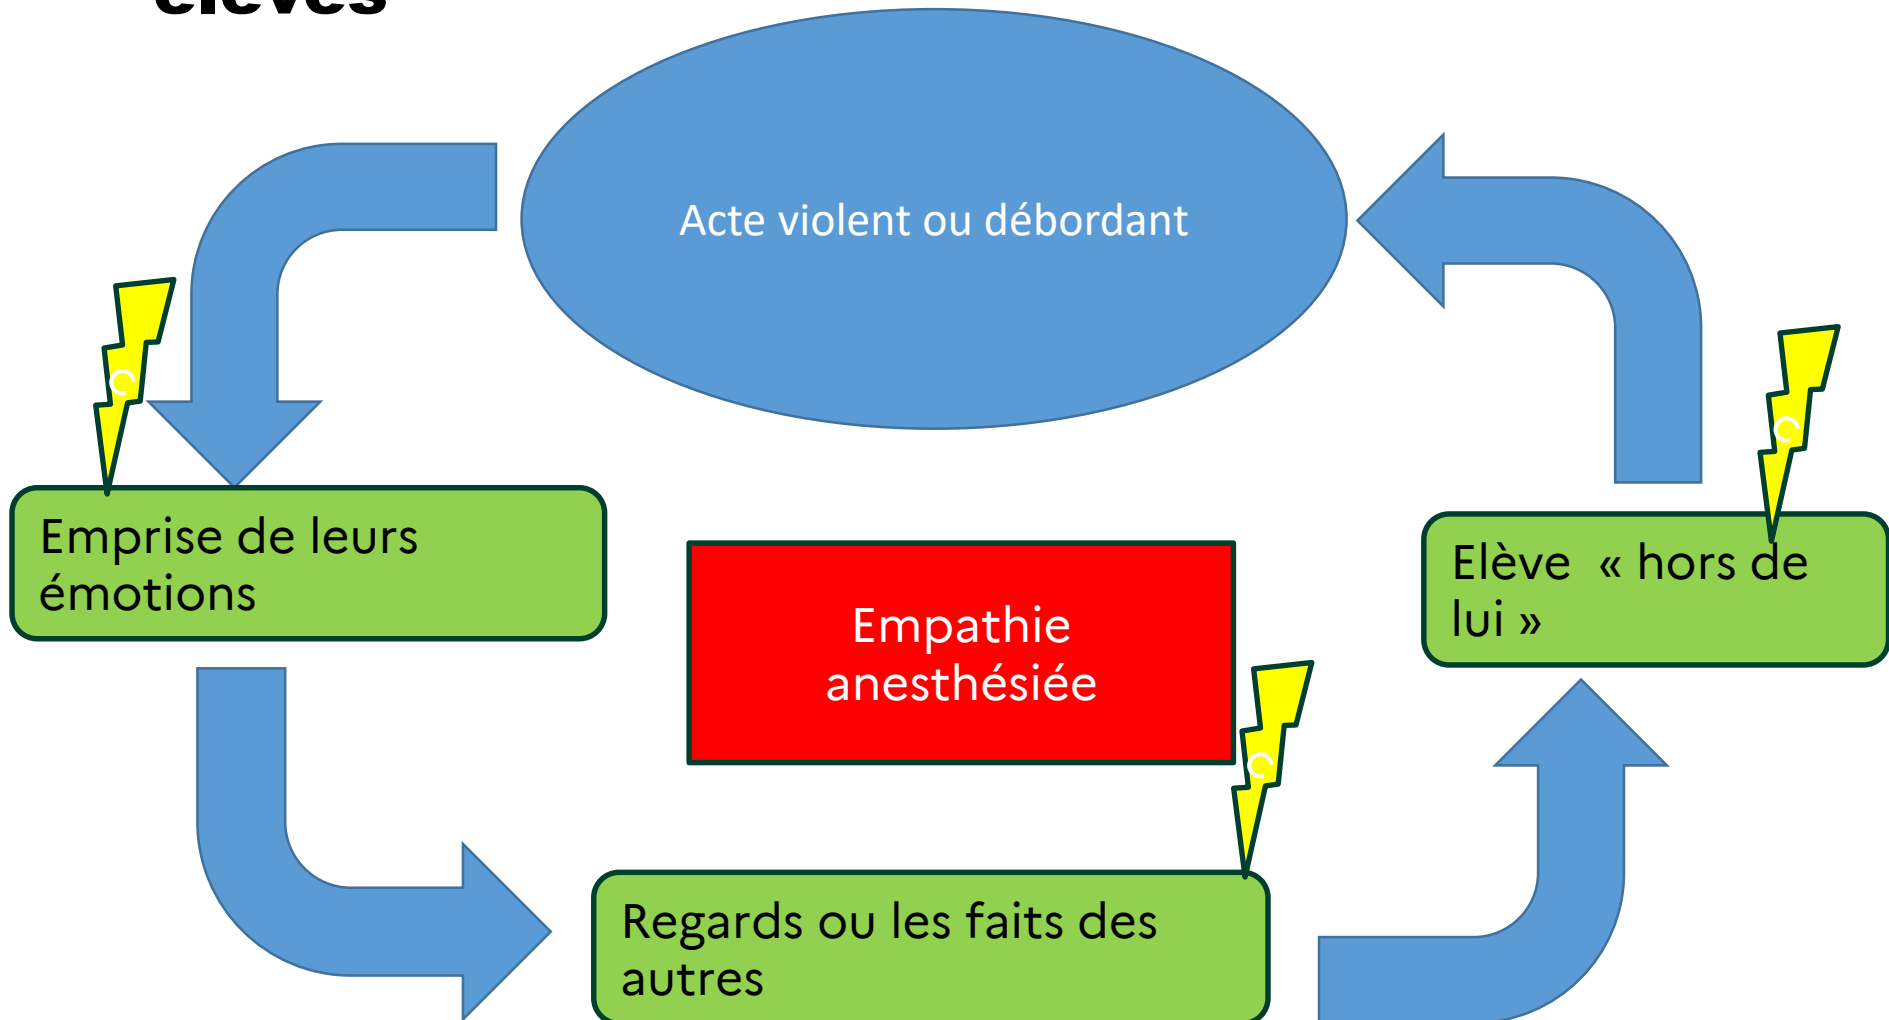 élèves
Acte violent ou débordant
Emprise de leurs
émotions
Elève « hors de
lui »
Empathie
anesthésiée
Regards ou les faits des
autres